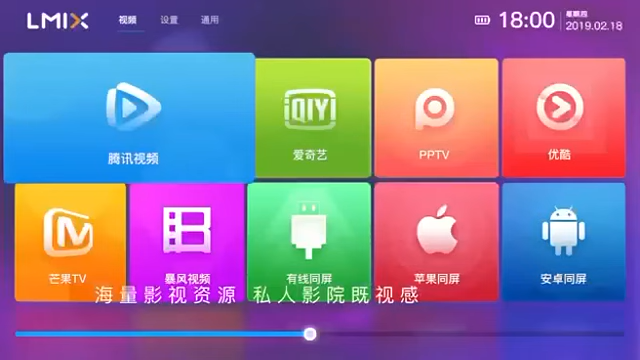 LMIX 视频 设置 通用 18:00 星期四
2019.02.18
iQIYI
腾讯视频 爱奇艺 PPTV 优酷
芒果TV 暴风视频 有线同屏 苹果同屏 安卓同屏
海量影视资源 私人影院既视感